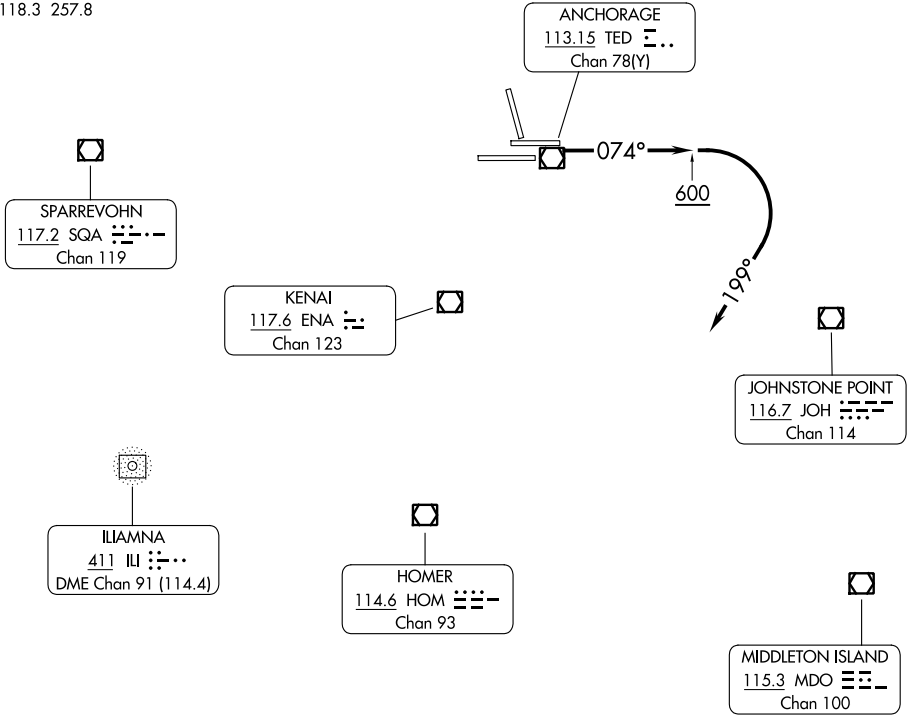 118.3 257.8
ANCHORAGE
113.15 TED
Chan 78(Y)
074°
600
199°
SPARREVOHN
117.2 SQA
Chan 119
KENAI
117.6 ENA
Chan 123
JOHNSTONE POINT
116.7 JOH
Chan 114
ILIAMNA
411 ILI
DME Chan 91 (114.4)
HOMER
114.6 HOM
Chan 93
MIDDLETON ISLAND
115.3 MDO
Chan 100